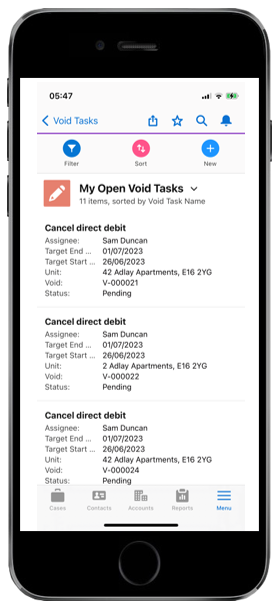 05:47
Void Tasks
Filter
Sort
New
My Open Void Tasks
11 items, sorted by Void Task Name
Cancel direct debit
Assignee: Sam Duncan
Target End ... 01/07/2023
Target Start ... 26/06/2023
Unit: 42 Adlay Apartments, E16 2YG
Void: V-000021
Status: Pending
Cancel direct debit
Assignee: Sam Duncan
Target End ... 01/07/2023
Target Start ... 26/06/2023
Unit: 2 Adlay Apartments, E16 2YG
Void: V-000022
Status: Pending
Cancel direct debit
Assignee: Sam Duncan
Target End ... 01/07/2023
Target Start ... 26/06/2023
Unit: 42 Adlay Apartments, E16 2YG
Void: V-000024
Status: Pending
Cases
Contacts
Accounts
Reports
Menu